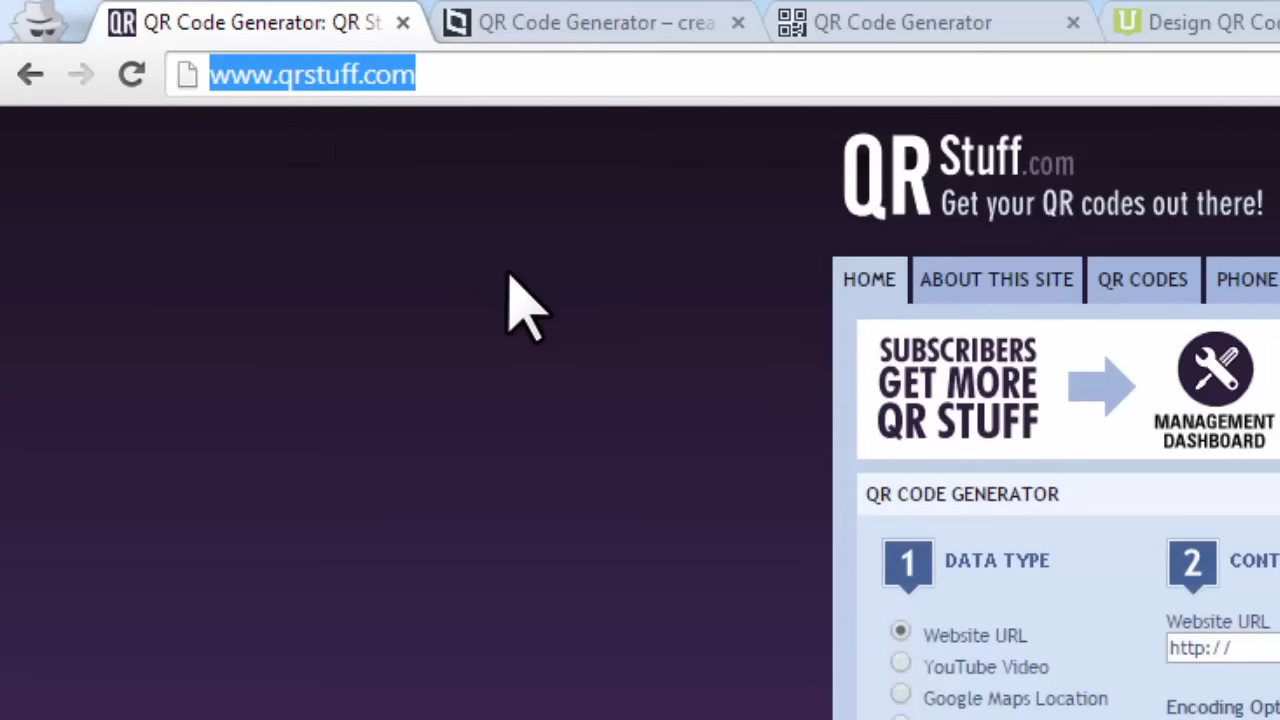 QR Code Generator: QR St
QR Code Generator – crea
QR Code Generator
Design QR Co
www.qrstuff.com
QR Stuff.com
Get your QR codes out there!
HOME
ABOUT THIS SITE
QR CODES
PHONE
SUBSCRIBERS
GET MORE
QR STUFF
MANAGEMENT
DASHBOARD
QR CODE GENERATOR
1 DATA TYPE
2 CONT
Website URL
YouTube Video
Google Maps Location
Website URL
http://
Encoding Opt